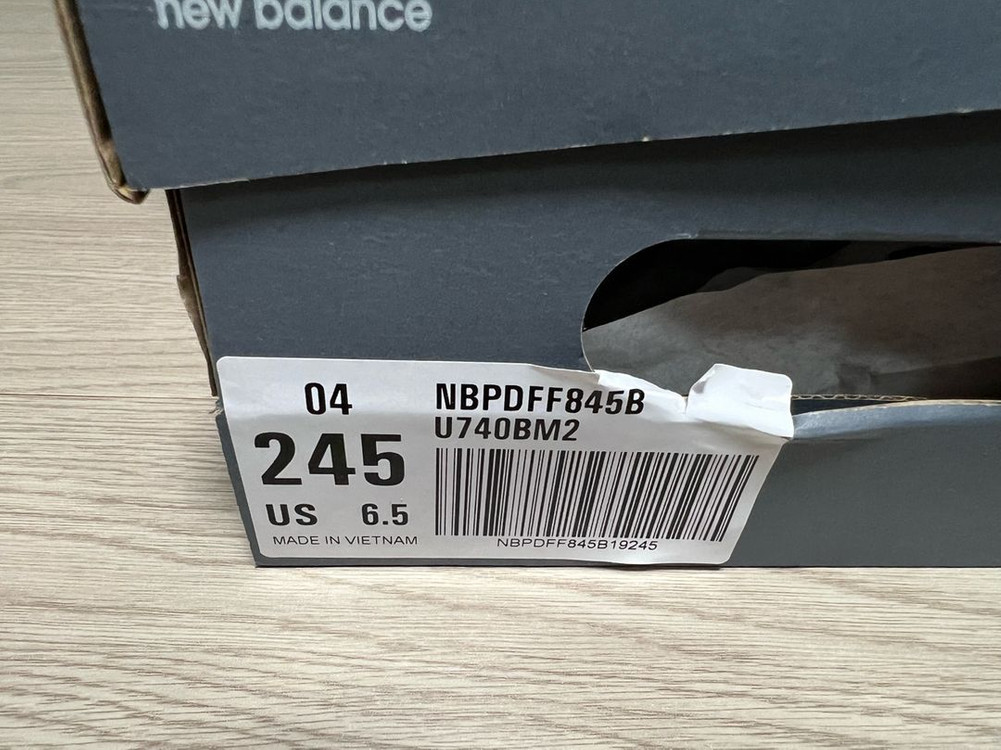 new balance
04
245
US 6.5
MADE IN VIETNAM
NBPDFF845B
U740BM2
NBPDFF845B19245